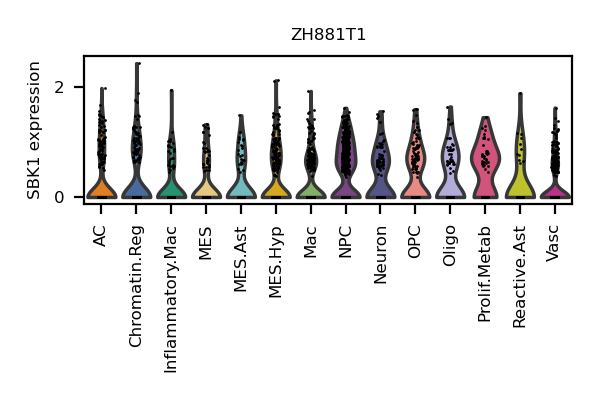 ZH881T1
SBK1 expression
2
0
AC
Chromatin.Reg
Inflammatory.Mac
MES
MES.Ast
MES.Hyp
Mac
NPC
Neuron
OPC
Oligo
Prolif.Metab
Reactive.Ast
Vasc